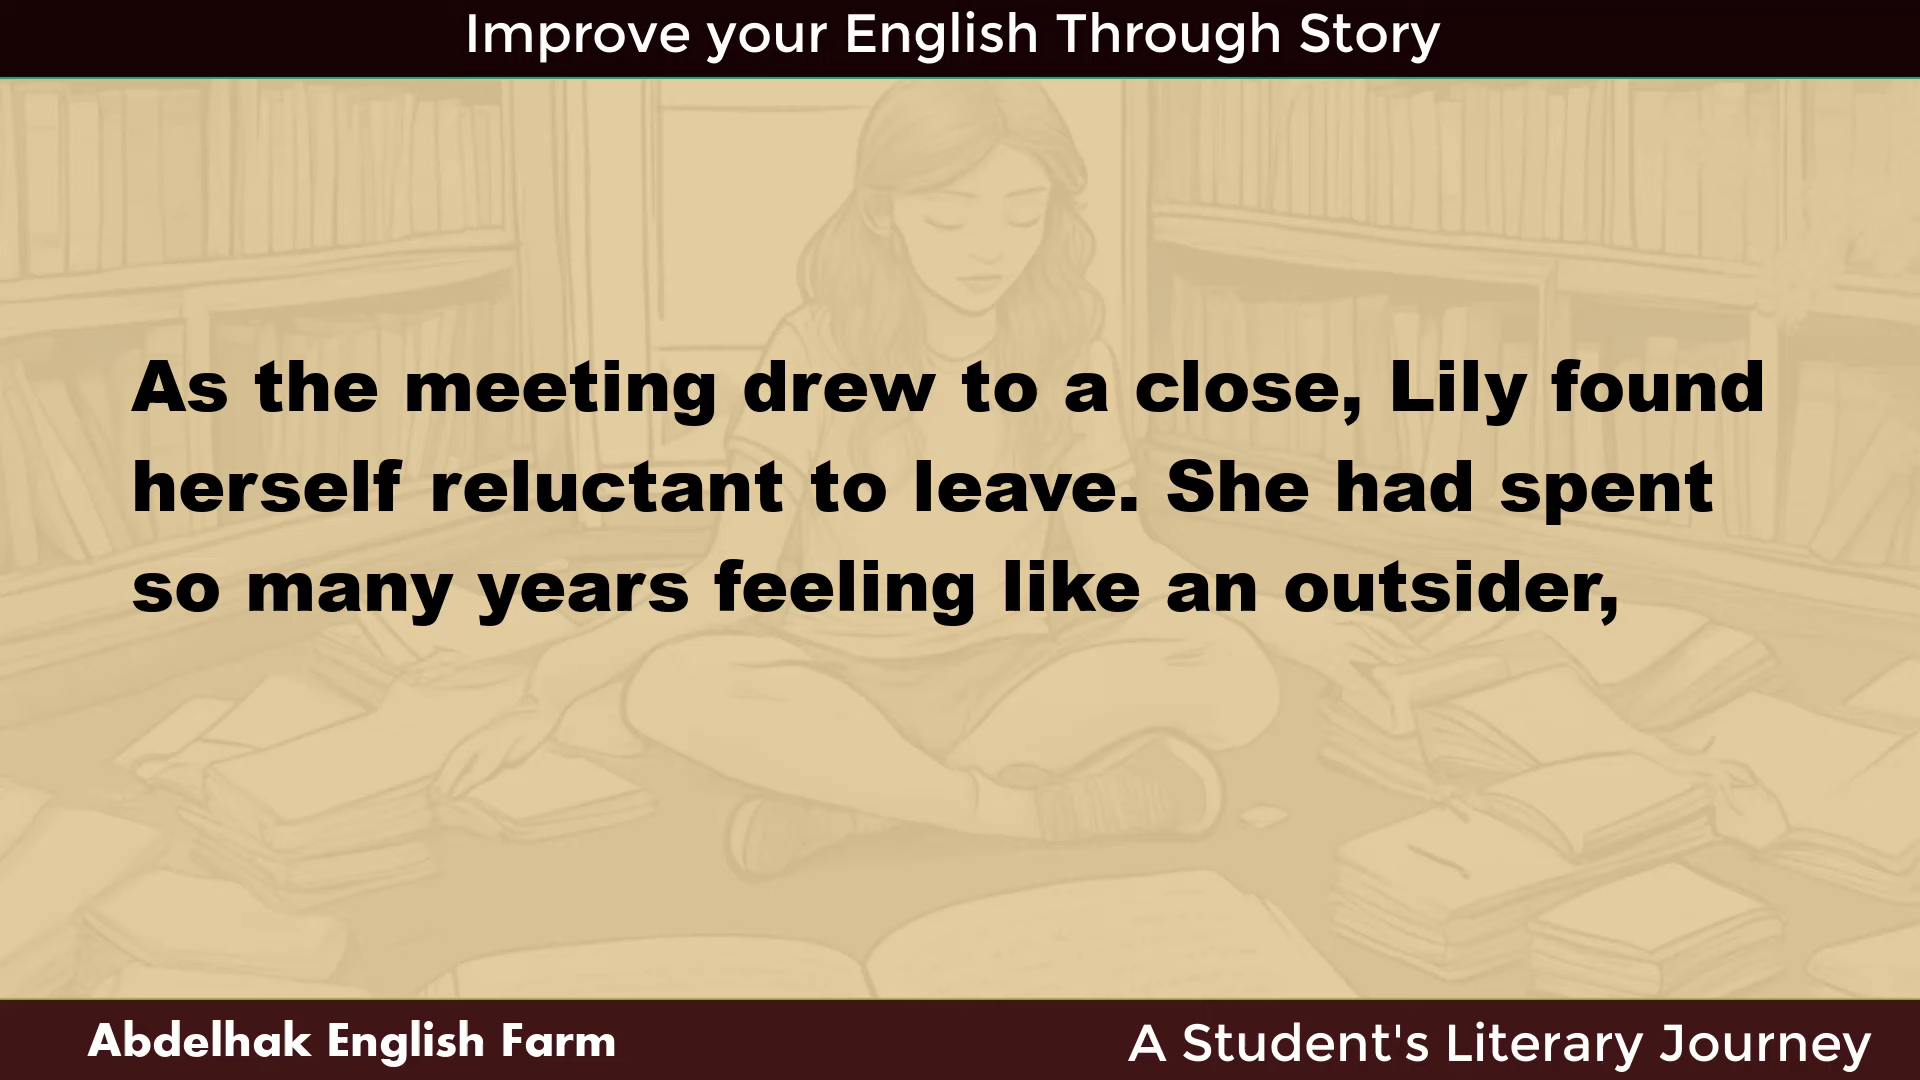 Improve your English Through Story
As the meeting drew to a close, Lily found
herself reluctant to leave. She had spent
so many years feeling like an outsider,
Abdelhak English Farm
A Student's Literary Journey